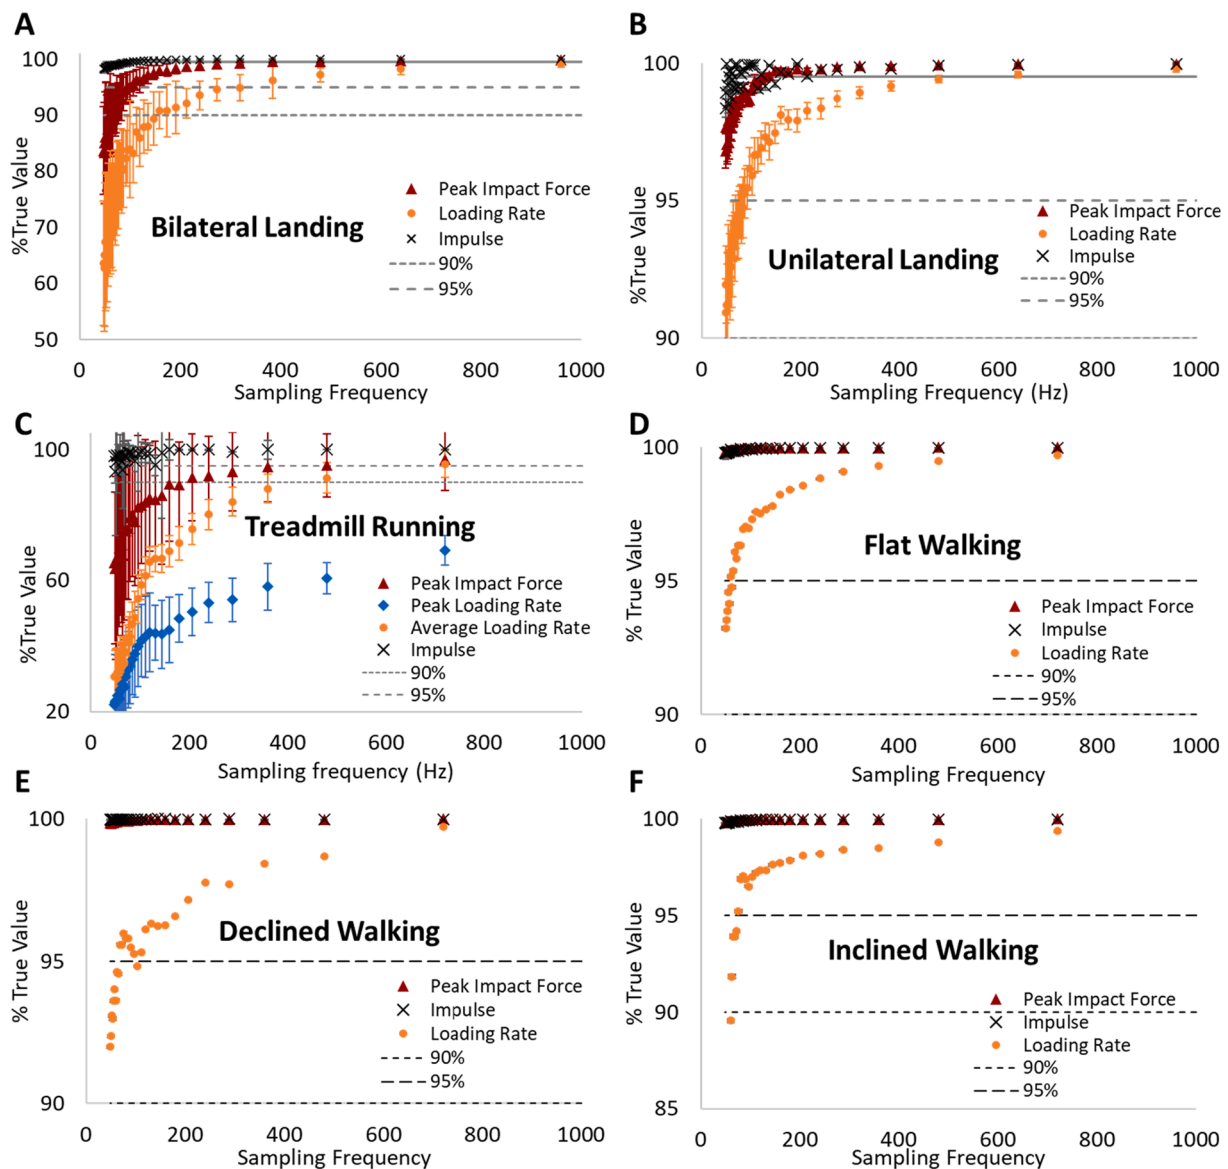 A
100
90
80
70
60
50
%True Value
Peak Impact Force
Loading Rate
Impulse
90%
95%
Bilateral Landing
0
200
400
600
800
1000
Sampling Frequency
B
100
95
90
%True Value
Peak Impact Force
Loading Rate
Impulse
90%
95%
Unilateral Landing
0
200
400
600
800
1000
Sampling Frequency (Hz)
C
100
60
20
%True Value
Treadmill Running
Peak Impact Force
Peak Loading Rate
Average Loading Rate
Impulse
90%
95%
0
200
400
600
800
1000
Sampling frequency (Hz)
D
100
95
90
% True Value
Flat Walking
Peak Impact Force
Impulse
Loading Rate
90%
95%
0
200
400
600
800
1000
Sampling Frequency
E
100
95
90
% True Value
Declined Walking
Peak Impact Force
Impulse
Loading Rate
90%
95%
0
200
400
600
800
1000
Sampling Frequency
F
100
95
90
85
% True Value
Inclined Walking
Peak Impact Force
Impulse
Loading Rate
90%
95%
0
200
400
600
800
1000
Sampling Frequency